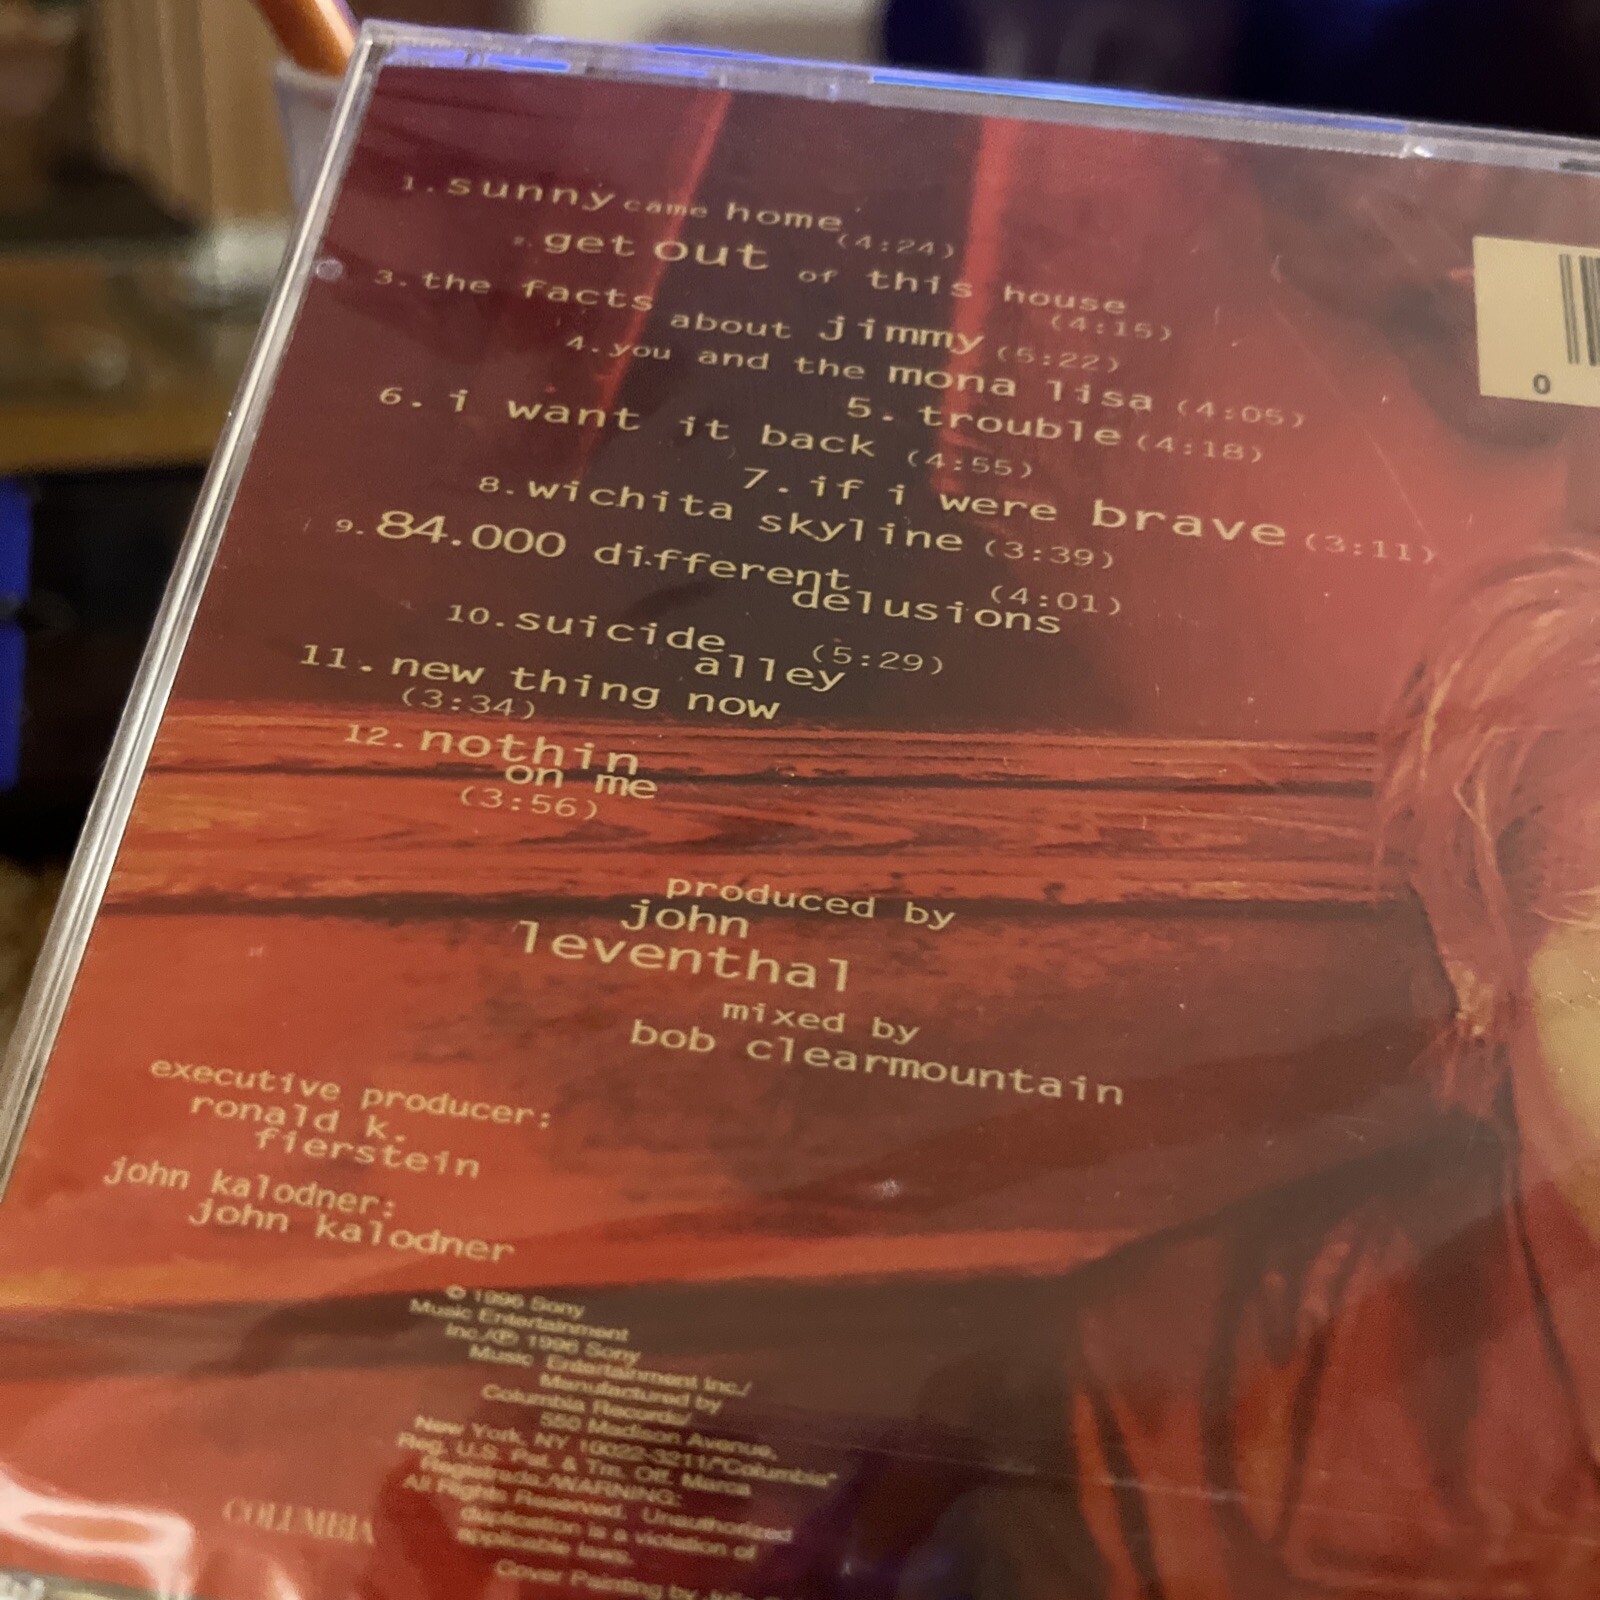 1. sunny came home
(4:24)
2. get out of this house
(4:15)
3. the facts
about jimmy (5:22)
4. you and the mona lisa (4:05)
5. trouble (4:18)
6. i want it back (4:55)
7. if i were brave (3:11)
8. wichita skyline (3:39)
9. 84.000 different
delusions
(4:01)
10. suicide
alley
(5:29)
11. new thing now
(3:34)
12. nothin
on me
(3:56)
produced by
john
leventhal
mixed by
bob clearmountain
executive producer:
ronald k.
fierstein
john kalodner:
john kalodner
© 1996 Sony
Music Entertainment
Inc./℗ 1996 Sony
Music Entertainment Inc./
Manufactured by
Columbia Records/
550 Madison Avenue,
New York, NY 10022-3211/"Columbia"
Reg. U.S. Pat. & Tm. Off. Marca
Registrada./WARNING:
All Rights Reserved. Unauthorized
duplication is a violation of
applicable laws.
Cover Painting by
COLUMBIA
0